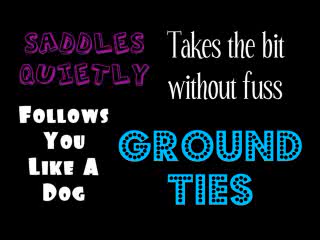 SADDLES
QUIETLY
Takes the bit
without fuss
Follows
You
Like A
Dog
GROUND
TIES